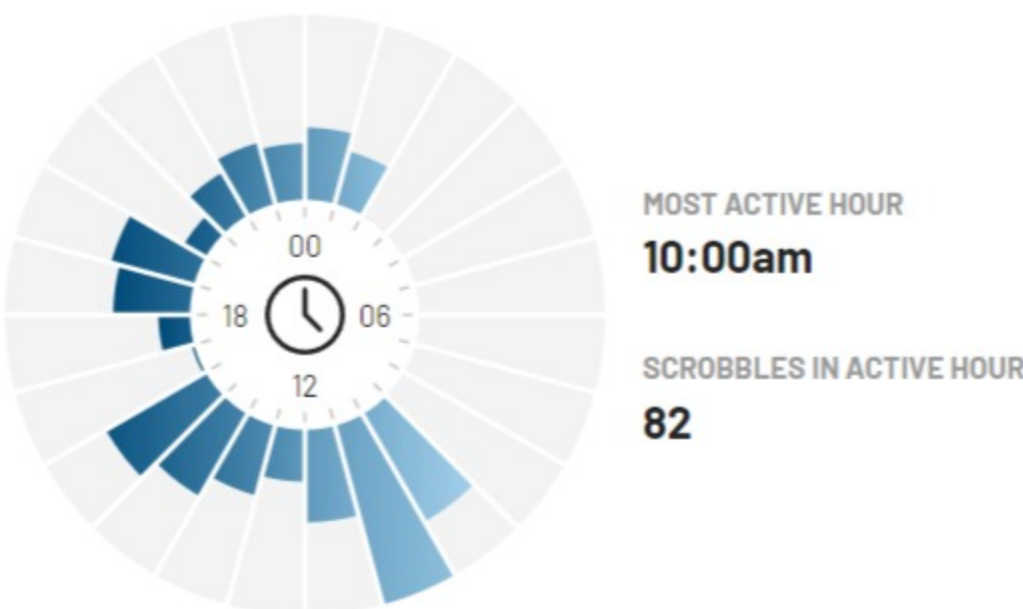 00
18
06
12
MOST ACTIVE HOUR
10:00am
SCROBBLES IN ACTIVE HOUR
82